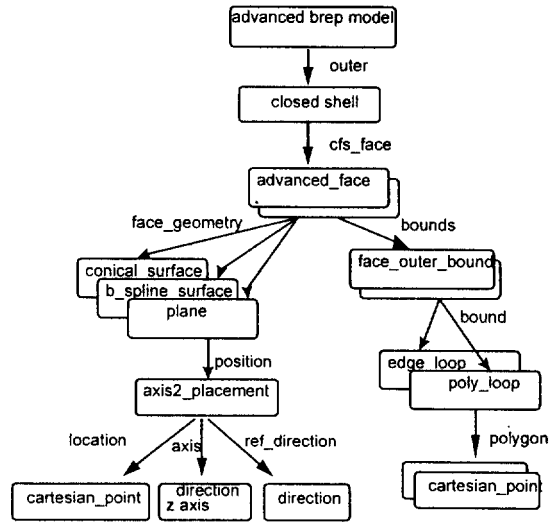 advanced brep model
outer
closed shell
cfs_face
advanced_face
face_geometry
bounds
conical_surface
face_outer_bound
b_spline_surface
plane
bound
position
edge_loop
axis2_placement
poly_loop
location
axis
ref_direction
polygon
cartesian_point
direction
z axis
direction
cartesian_point